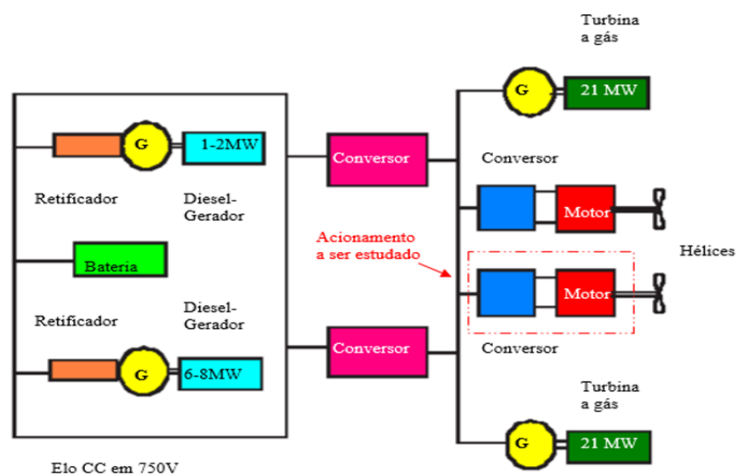 Turbina
a gás
G
21 MW
G
1-2MW
Conversor
Conversor
Retificador
Diesel-
Gerador
Motor
Acionamento
a ser estudado
Hélices
Bateria
Retificador
Diesel-
Gerador
Motor
G
6-8MW
Conversor
Conversor
Turbina
a gás
G
21 MW
Elo CC em 750V